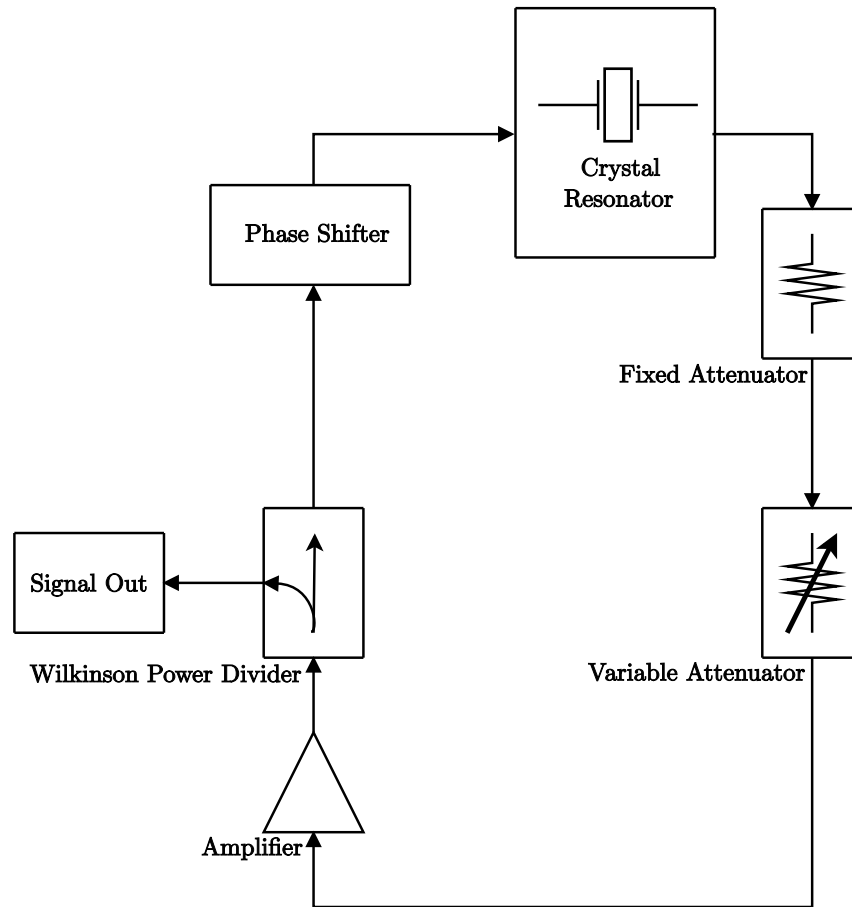 Crystal
Resonator
Phase Shifter
Fixed Attenuator
Signal Out
Wilkinson Power Divider
Variable Attenuator
Amplifier